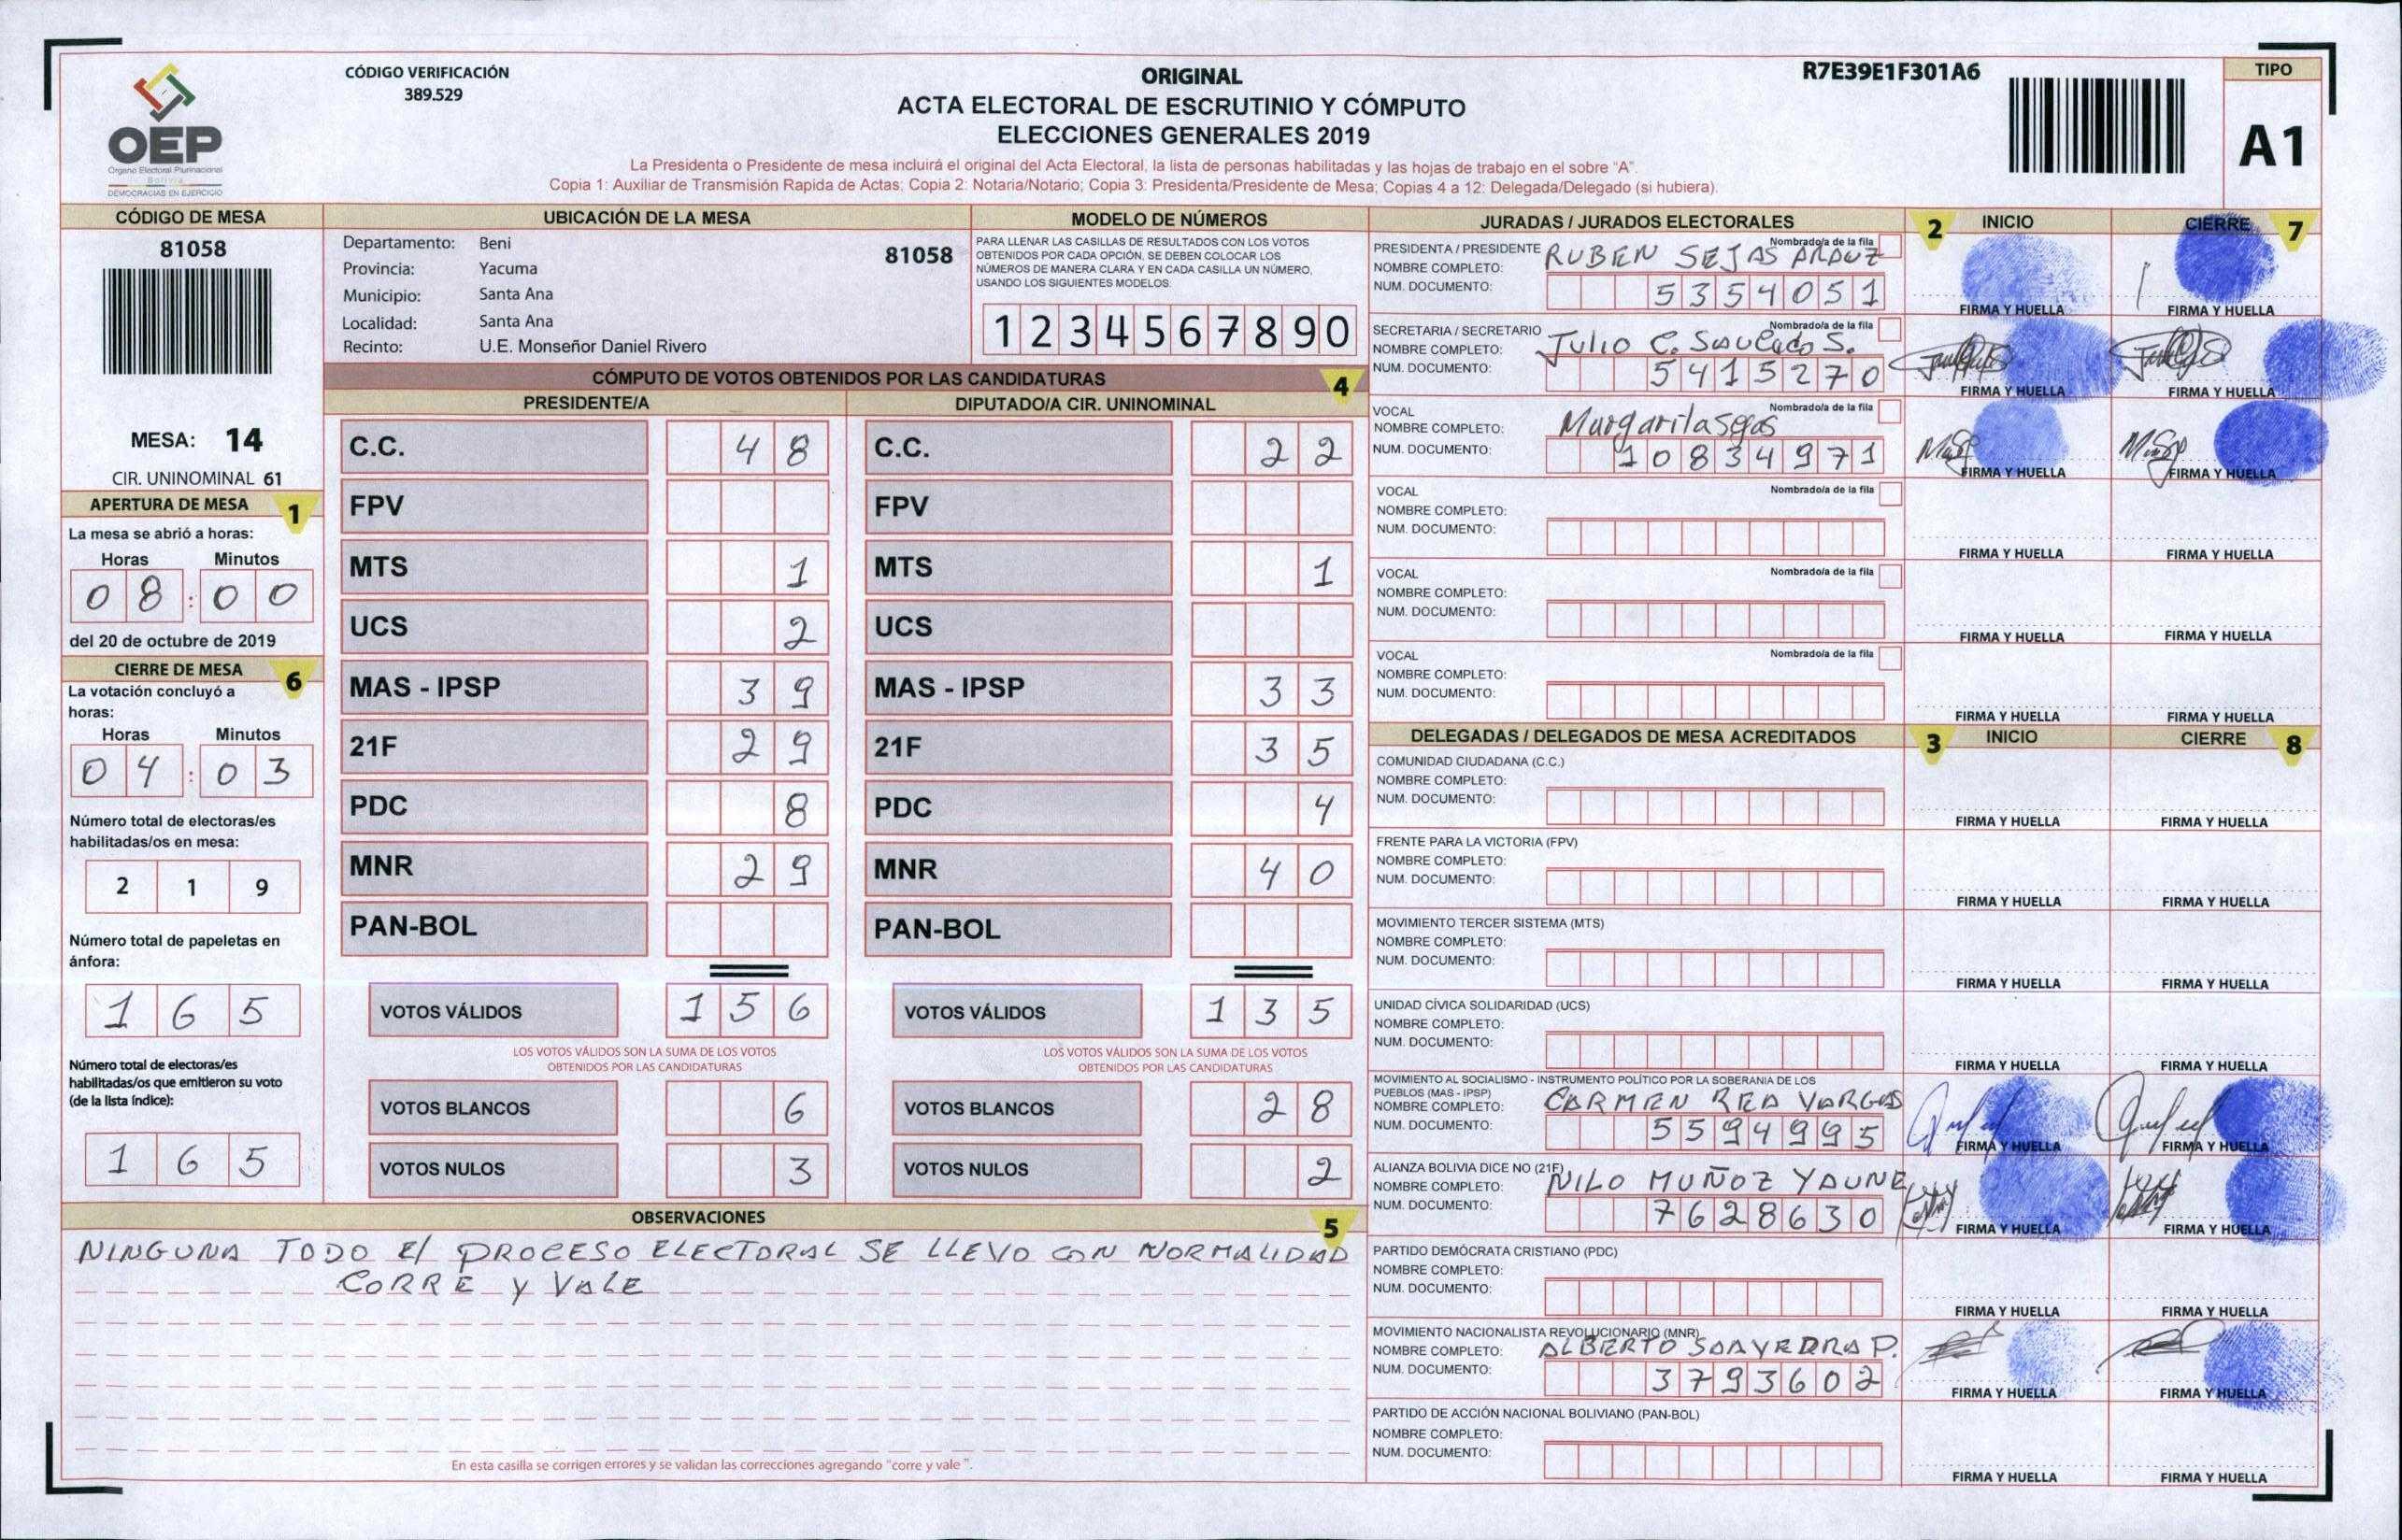 CÓDIGO VERIFICACIÓN
389.529
ORIGINAL
ACTA ELECTORAL DE ESCRUTINIO Y CÓMPUTO
ELECCIONES GENERALES 2019
La Presidenta o Presidente de mesa incluirá el original del Acta Electoral, la lista de personas habilitadas y las hojas de trabajo en el sobre "A".
Copia 1: Auxiliar de Transmisión Rapida de Actas; Copia 2: Notaria/Notario; Copia 3: Presidenta/Presidente de Mesa; Copias 4 a 12: Delegada/Delegado (si hubiera).
R7E39E1F301A6
TIPO
A1
OEP
Órgano Electoral Plurinacional
Bolivia
DEMOCRACIAS EN EJERCICIO
CÓDIGO DE MESA
81058
MESA: 14
CIR. UNINOMINAL 61
APERTURA DE MESA 1
La mesa se abrió a horas:
Horas Minutos
08:00
del 20 de octubre de 2019
CIERRE DE MESA 6
La votación concluyó a
horas:
Horas Minutos
04:03
Número total de electoras/es
habilitadas/os en mesa:
219
Número total de papeletas en
ánfora:
165
Número total de electoras/es
habilitadas/os que emitieron su voto
(de la lista índice):
165
UBICACIÓN DE LA MESA
Departamento: Beni 81058
Provincia: Yacuma
Municipio: Santa Ana
Localidad: Santa Ana
Recinto: U.E. Monseñor Daniel Rivero
MODELO DE NÚMEROS
PARA LLENAR LAS CASILLAS DE RESULTADOS CON LOS VOTOS
OBTENIDOS POR CADA OPCIÓN, SE DEBEN COLOCAR LOS
NÚMEROS DE MANERA CLARA Y EN CADA CASILLA UN NÚMERO,
USANDO LOS SIGUIENTES MODELOS:
1 2 3 4 5 6 7 8 9 0
CÓMPUTO DE VOTOS OBTENIDOS POR LAS CANDIDATURAS 4
PRESIDENTE/A DIPUTADO/A CIR. UNINOMINAL
C.C. 48 C.C. 22
FPV FPV
MTS 1 MTS 1
UCS 2 UCS
MAS - IPSP 39 MAS - IPSP 33
21F 29 21F 35
PDC 8 PDC 4
MNR 29 MNR 40
PAN-BOL PAN-BOL
VOTOS VÁLIDOS 156 VOTOS VÁLIDOS 135
LOS VOTOS VÁLIDOS SON LA SUMA DE LOS VOTOS LOS VOTOS VÁLIDOS SON LA SUMA DE LOS VOTOS
OBTENIDOS POR LAS CANDIDATURAS OBTENIDOS POR LAS CANDIDATURAS
VOTOS BLANCOS 6 VOTOS BLANCOS 28
VOTOS NULOS 3 VOTOS NULOS 2
OBSERVACIONES 5
NINGUNA TODO El PROCESO ELECTORAL SE LLEVO CON NORMALIDAD
CORRE y VALE
En esta casilla se corrigen errores y se validan las correcciones agregando "corre y vale".
JURADAS / JURADOS ELECTORALES 2 INICIO CIERRE 7
PRESIDENTA / PRESIDENTE Nombrado/a de la fila
NOMBRE COMPLETO: RUBEN SEJAS ARAUZ
NUM. DOCUMENTO: 5354051
FIRMA Y HUELLA FIRMA Y HUELLA
SECRETARIA / SECRETARIO Nombrado/a de la fila
NOMBRE COMPLETO: Julio C. Saucedo S.
NUM. DOCUMENTO: 5415270
FIRMA Y HUELLA FIRMA Y HUELLA
VOCAL Nombrado/a de la fila
NOMBRE COMPLETO: Margarita Sejas
NUM. DOCUMENTO: 10834971
FIRMA Y HUELLA FIRMA Y HUELLA
VOCAL Nombrado/a de la fila
NOMBRE COMPLETO:
NUM. DOCUMENTO:
FIRMA Y HUELLA FIRMA Y HUELLA
VOCAL Nombrado/a de la fila
NOMBRE COMPLETO:
NUM. DOCUMENTO:
FIRMA Y HUELLA FIRMA Y HUELLA
VOCAL Nombrado/a de la fila
NOMBRE COMPLETO:
NUM. DOCUMENTO:
FIRMA Y HUELLA FIRMA Y HUELLA
DELEGADAS / DELEGADOS DE MESA ACREDITADOS 3 INICIO CIERRE 8
COMUNIDAD CIUDADANA (C.C.)
NOMBRE COMPLETO:
NUM. DOCUMENTO:
FIRMA Y HUELLA FIRMA Y HUELLA
FRENTE PARA LA VICTORIA (FPV)
NOMBRE COMPLETO:
NUM. DOCUMENTO:
FIRMA Y HUELLA FIRMA Y HUELLA
MOVIMIENTO TERCER SISTEMA (MTS)
NOMBRE COMPLETO:
NUM. DOCUMENTO:
FIRMA Y HUELLA FIRMA Y HUELLA
UNIDAD CÍVICA SOLIDARIDAD (UCS)
NOMBRE COMPLETO:
NUM. DOCUMENTO:
FIRMA Y HUELLA FIRMA Y HUELLA
MOVIMIENTO AL SOCIALISMO - INSTRUMENTO POLÍTICO POR LA SOBERANIA DE LOS
PUEBLOS (MAS - IPSP)
NOMBRE COMPLETO: CARMEN REA VARGAS
NUM. DOCUMENTO: 5594995
FIRMA Y HUELLA FIRMA Y HUELLA
ALIANZA BOLIVIA DICE NO (21F)
NOMBRE COMPLETO: NILO MUÑOZ YAUNE
NUM. DOCUMENTO: 7628630
FIRMA Y HUELLA FIRMA Y HUELLA
PARTIDO DEMÓCRATA CRISTIANO (PDC)
NOMBRE COMPLETO:
NUM. DOCUMENTO:
FIRMA Y HUELLA FIRMA Y HUELLA
MOVIMIENTO NACIONALISTA REVOLUCIONARIO (MNR)
NOMBRE COMPLETO: ALBERTO SAAVEDRA P.
NUM. DOCUMENTO: 3793602
FIRMA Y HUELLA FIRMA Y HUELLA
PARTIDO DE ACCIÓN NACIONAL BOLIVIANO (PAN-BOL)
NOMBRE COMPLETO:
NUM. DOCUMENTO:
FIRMA Y HUELLA FIRMA Y HUELLA